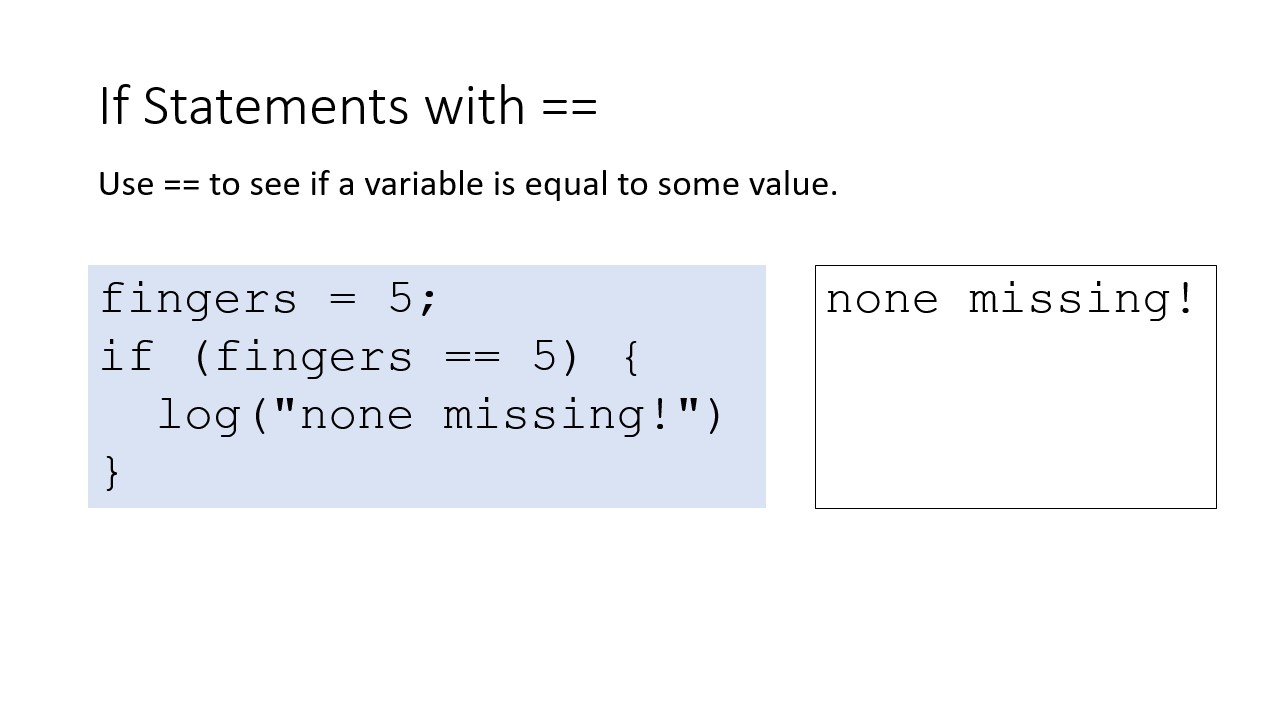 If Statements with ==
Use == to see if a variable is equal to some value.
fingers = 5;
if (fingers == 5) {
  log("none missing!")
}
none missing!